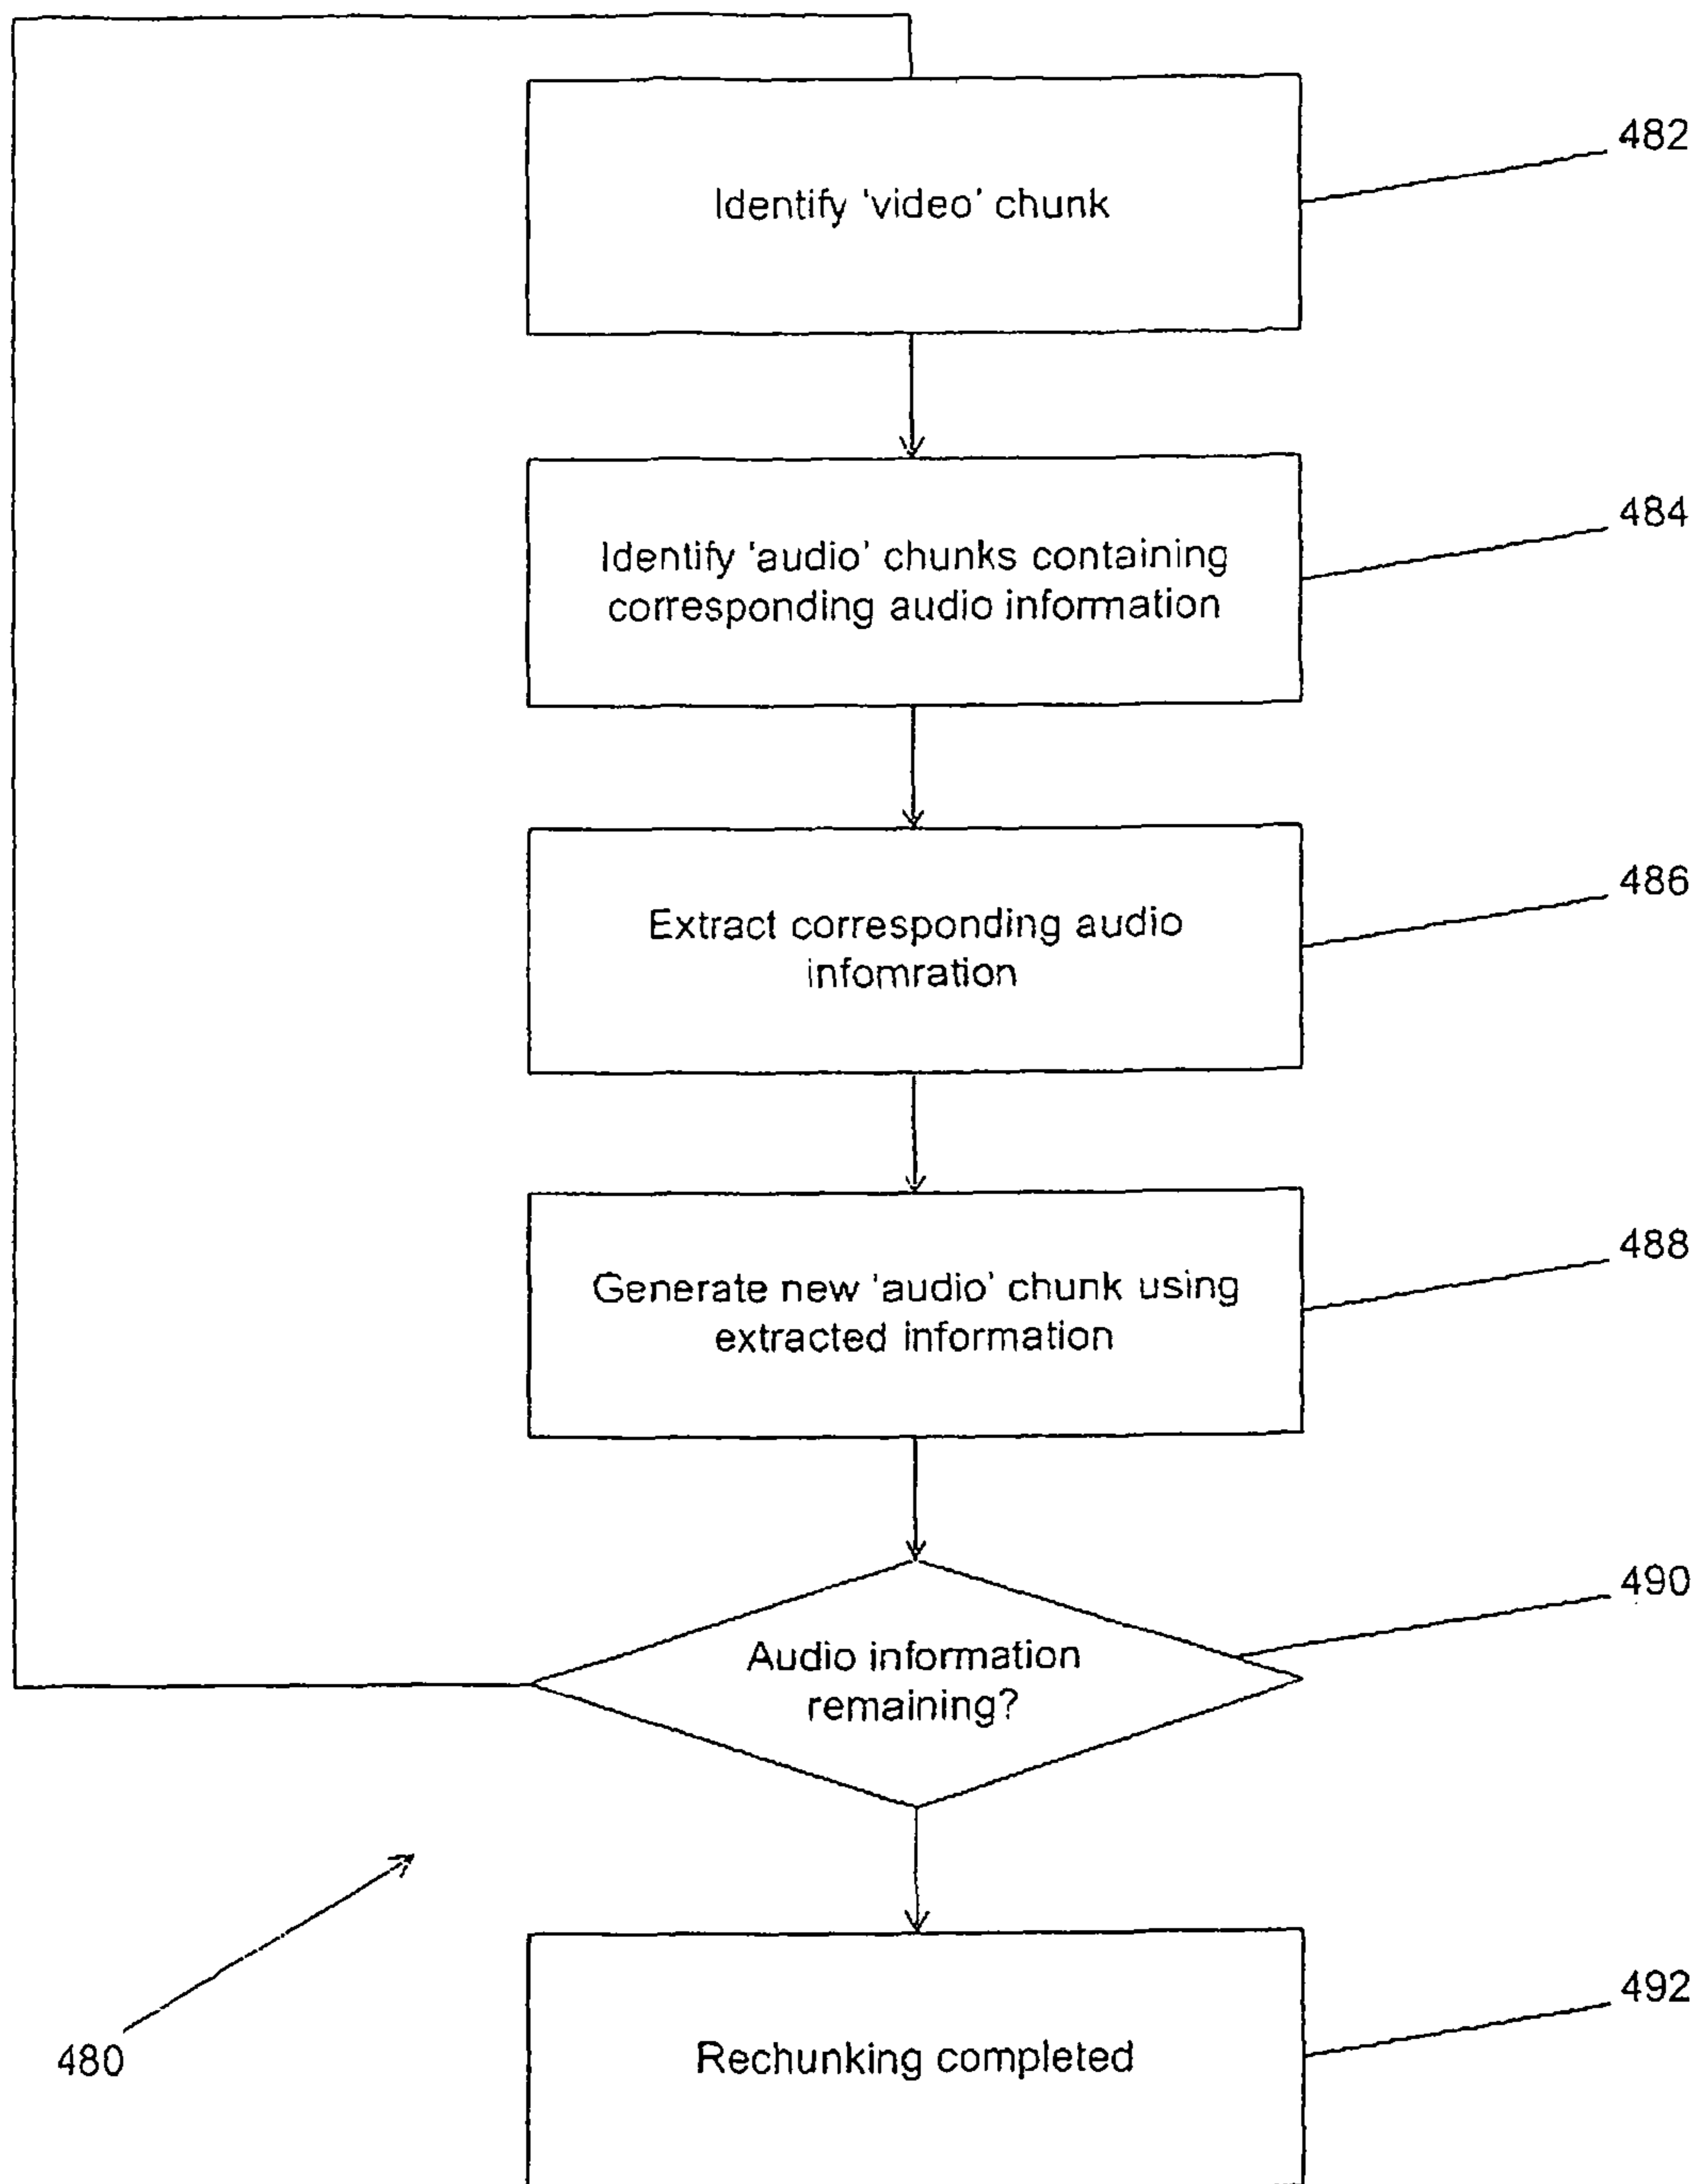 482
Identify 'video' chunk
484
Identify 'audio' chunks containing
corresponding audio information
486
Extract corresponding audio
infomration
488
Generate new 'audio' chunk using
extracted information
490
Audio information
remaining?
480
492
Rechunking completed